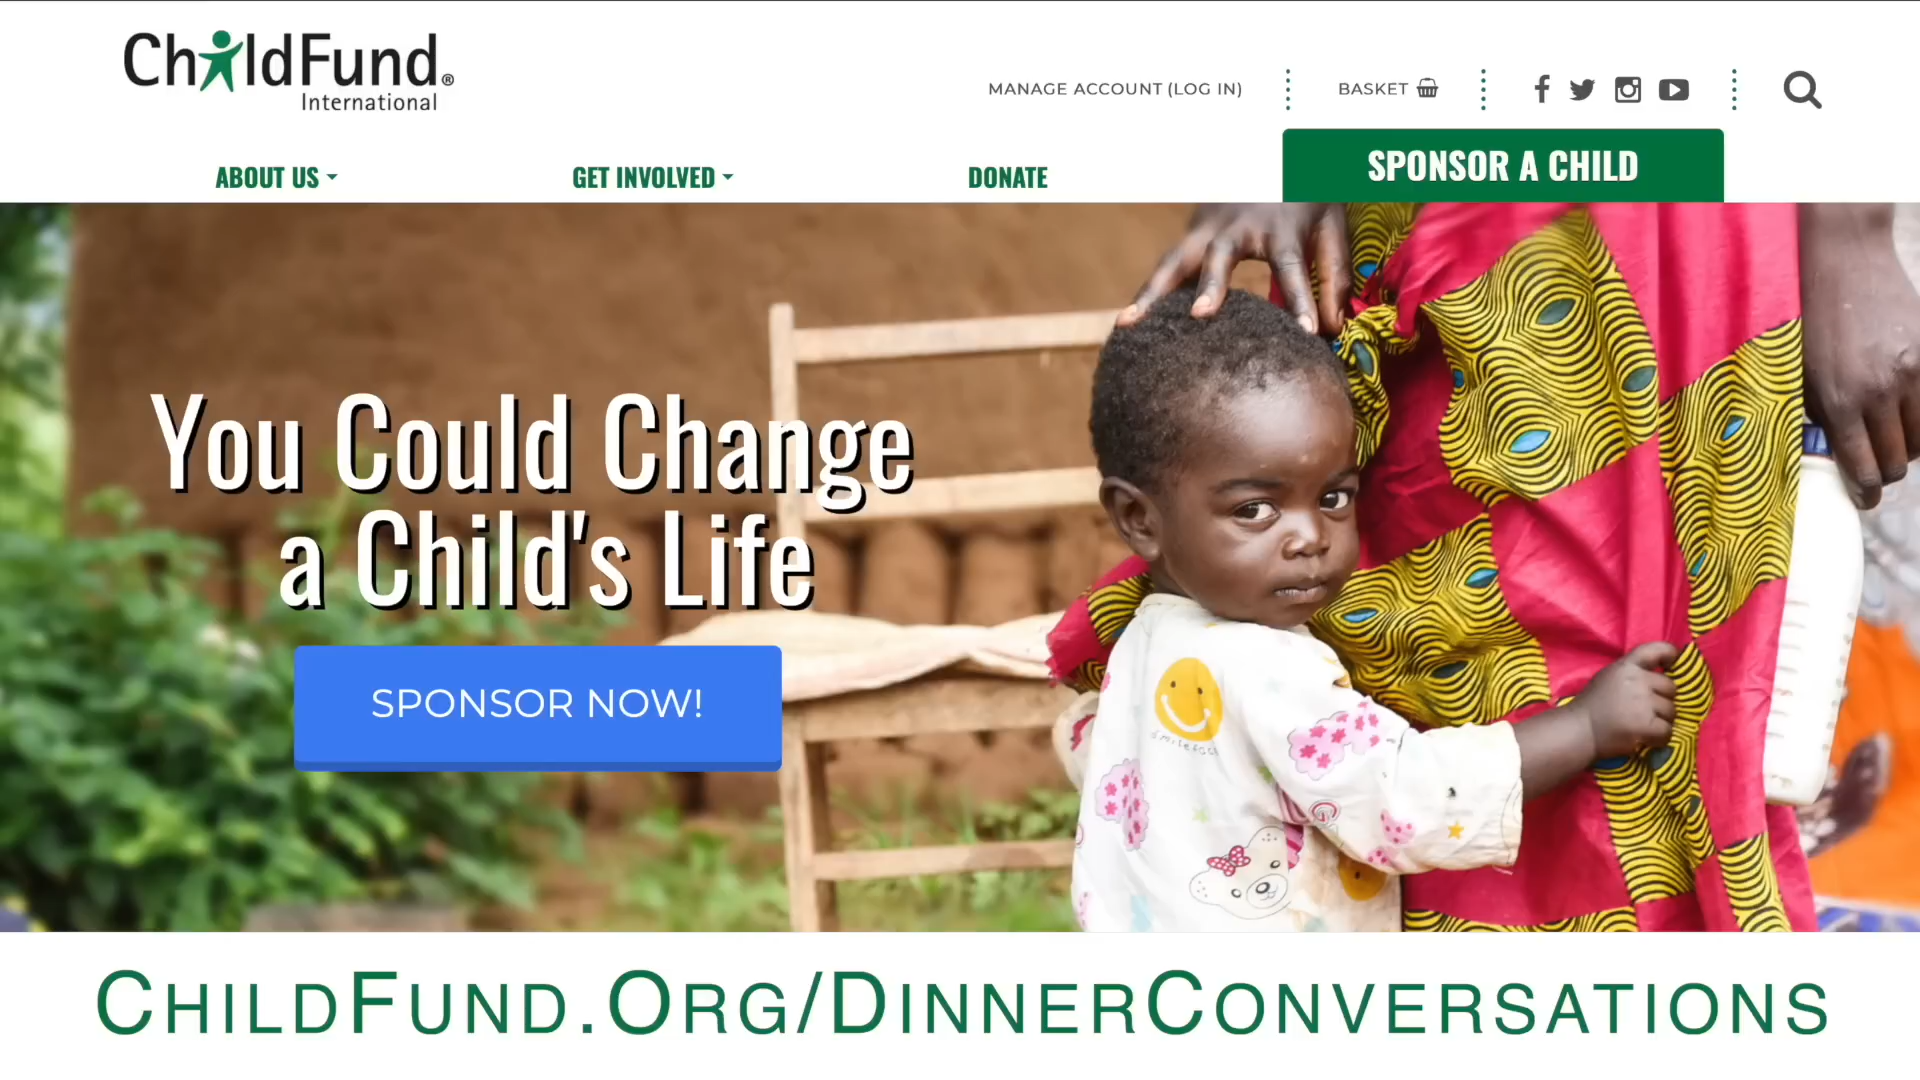 ChildFund®
International
MANAGE ACCOUNT (LOG IN)
BASKET
ABOUT US
GET INVOLVED
DONATE
SPONSOR A CHILD
You Could Change
a Child's Life
SPONSOR NOW!
CHILDFUND.ORG/DINNERCONVERSATIONS